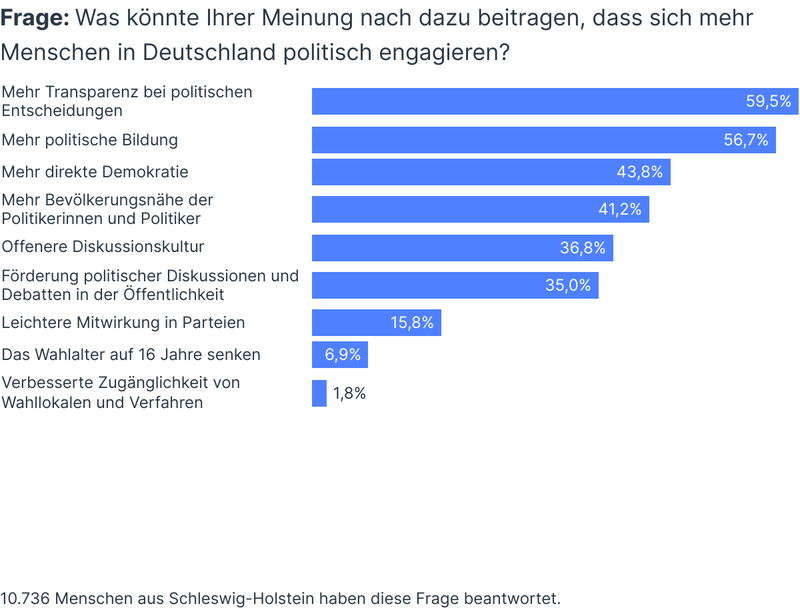 Frage: Was könnte Ihrer Meinung nach dazu beitragen, dass sich mehr
Menschen in Deutschland politisch engagieren?
Mehr Transparenz bei politischen
Entscheidungen
59,5%
Mehr politische Bildung
56,7%
Mehr direkte Demokratie
43,8%
Mehr Bevölkerungsnähe der
Politikerinnen und Politiker
41,2%
Offenere Diskussionskultur
36,8%
Förderung politischer Diskussionen und
Debatten in der Öffentlichkeit
35,0%
Leichtere Mitwirkung in Parteien
15,8%
Das Wahlalter auf 16 Jahre senken
6,9%
Verbesserte Zugänglichkeit von
Wahllokalen und Verfahren
1,8%
10.736 Menschen aus Schleswig-Holstein haben diese Frage beantwortet.